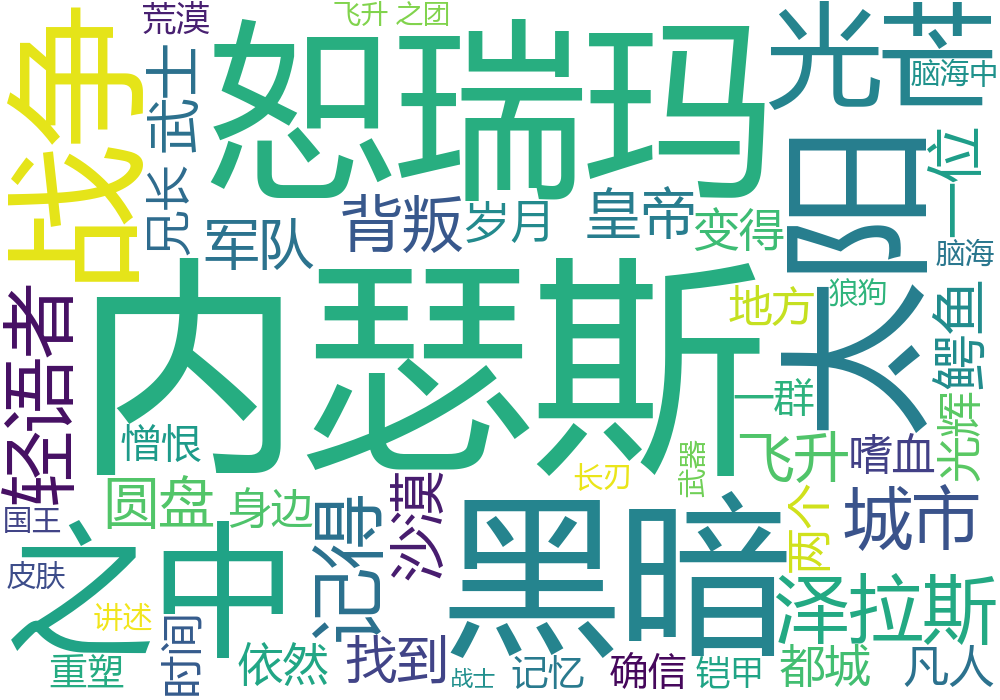 荒漠
飞升 之团
战争
恕瑞玛
光芒
脑海中
武士
兄长
军队
背叛
岁月
皇帝
变得
太阳
一位
脑海
内瑟斯
地方
狼狗
鳄鱼
轻语者
憎恨
一群
光辉
飞升
嗜血
武器
长刃
圆盘
身边
国王
之中
记得
沙漠
黑暗
两个
城市
皮肤
讲述
泽拉斯
时间
重塑
依然
找到
战士
记忆
确信
铠甲
都城
凡人